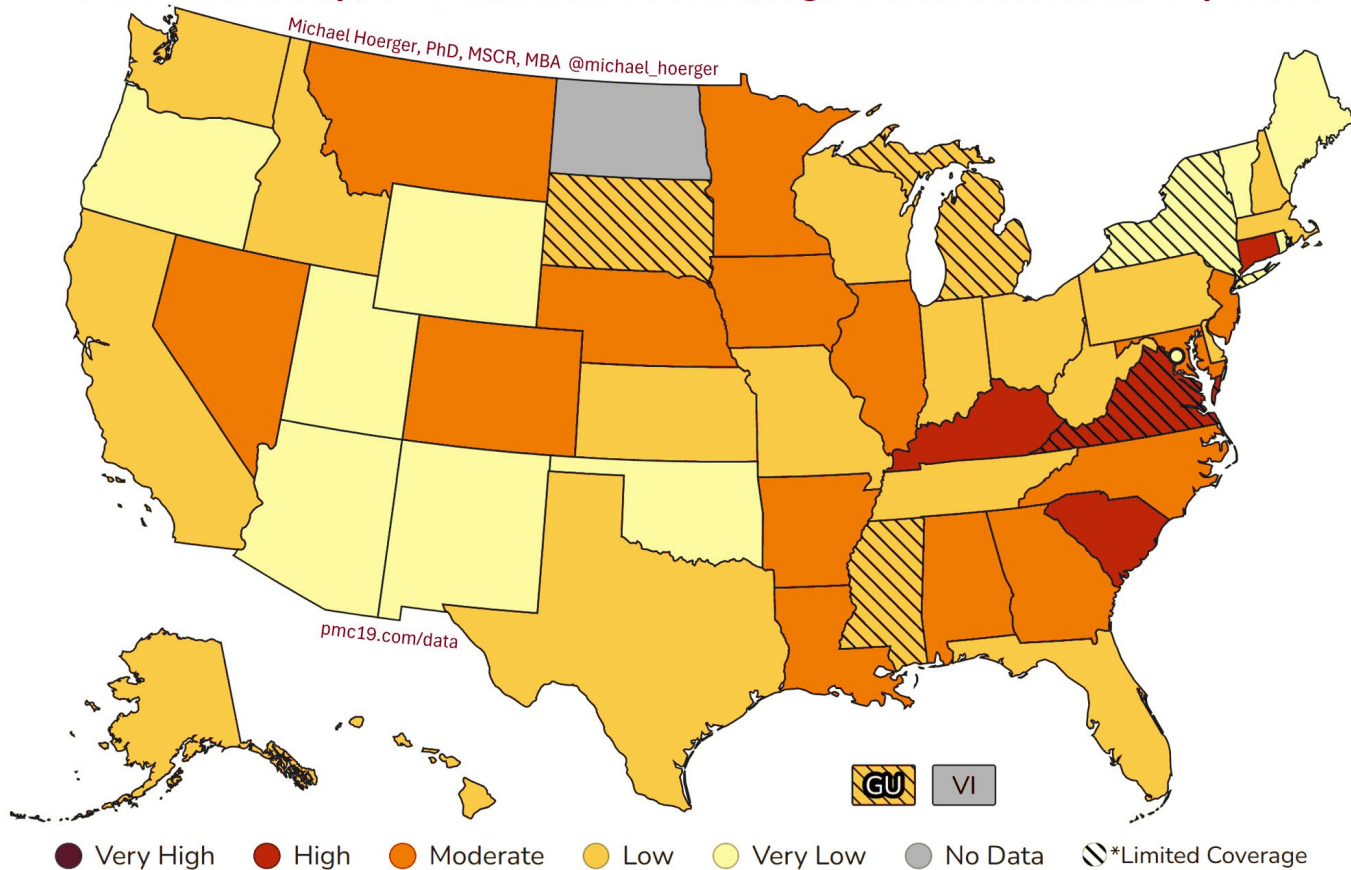 Michael Hoerger, PhD, MSCR, MBA @michael_hoerger
pmc19.com/data
GU
VI
Very High
High
Moderate
Low
Very Low
No Data
*Limited Coverage